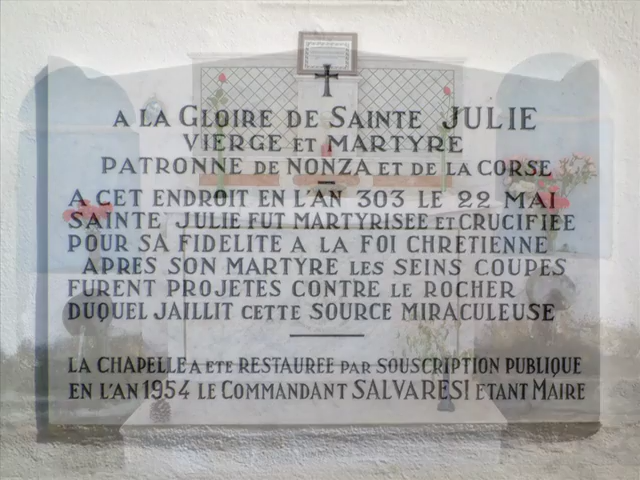 A LA GLOIRE DE SAINTE JULIE
VIERGE ET MARTYRE
PATRONNE DE NONZA ET DE LA CORSE
A CET ENDROIT EN L'AN 303 LE 22 MAI
SAINTE JULIE FUT MARTYRISEE ET CRUCIFIEE
POUR SA FIDELITE A LA FOI CHRETIENNE
APRES SON MARTYRE LES SEINS COUPES
FURENT PROJETES CONTRE LE ROCHER
DUQUEL JAILLIT CETTE SOURCE MIRACULEUSE
LA CHAPELLE A ETE RESTAUREE PAR SOUSCRIPTION PUBLIQUE
EN L'AN 1954 LE COMMANDANT SALVARESI ETANT MAIRE